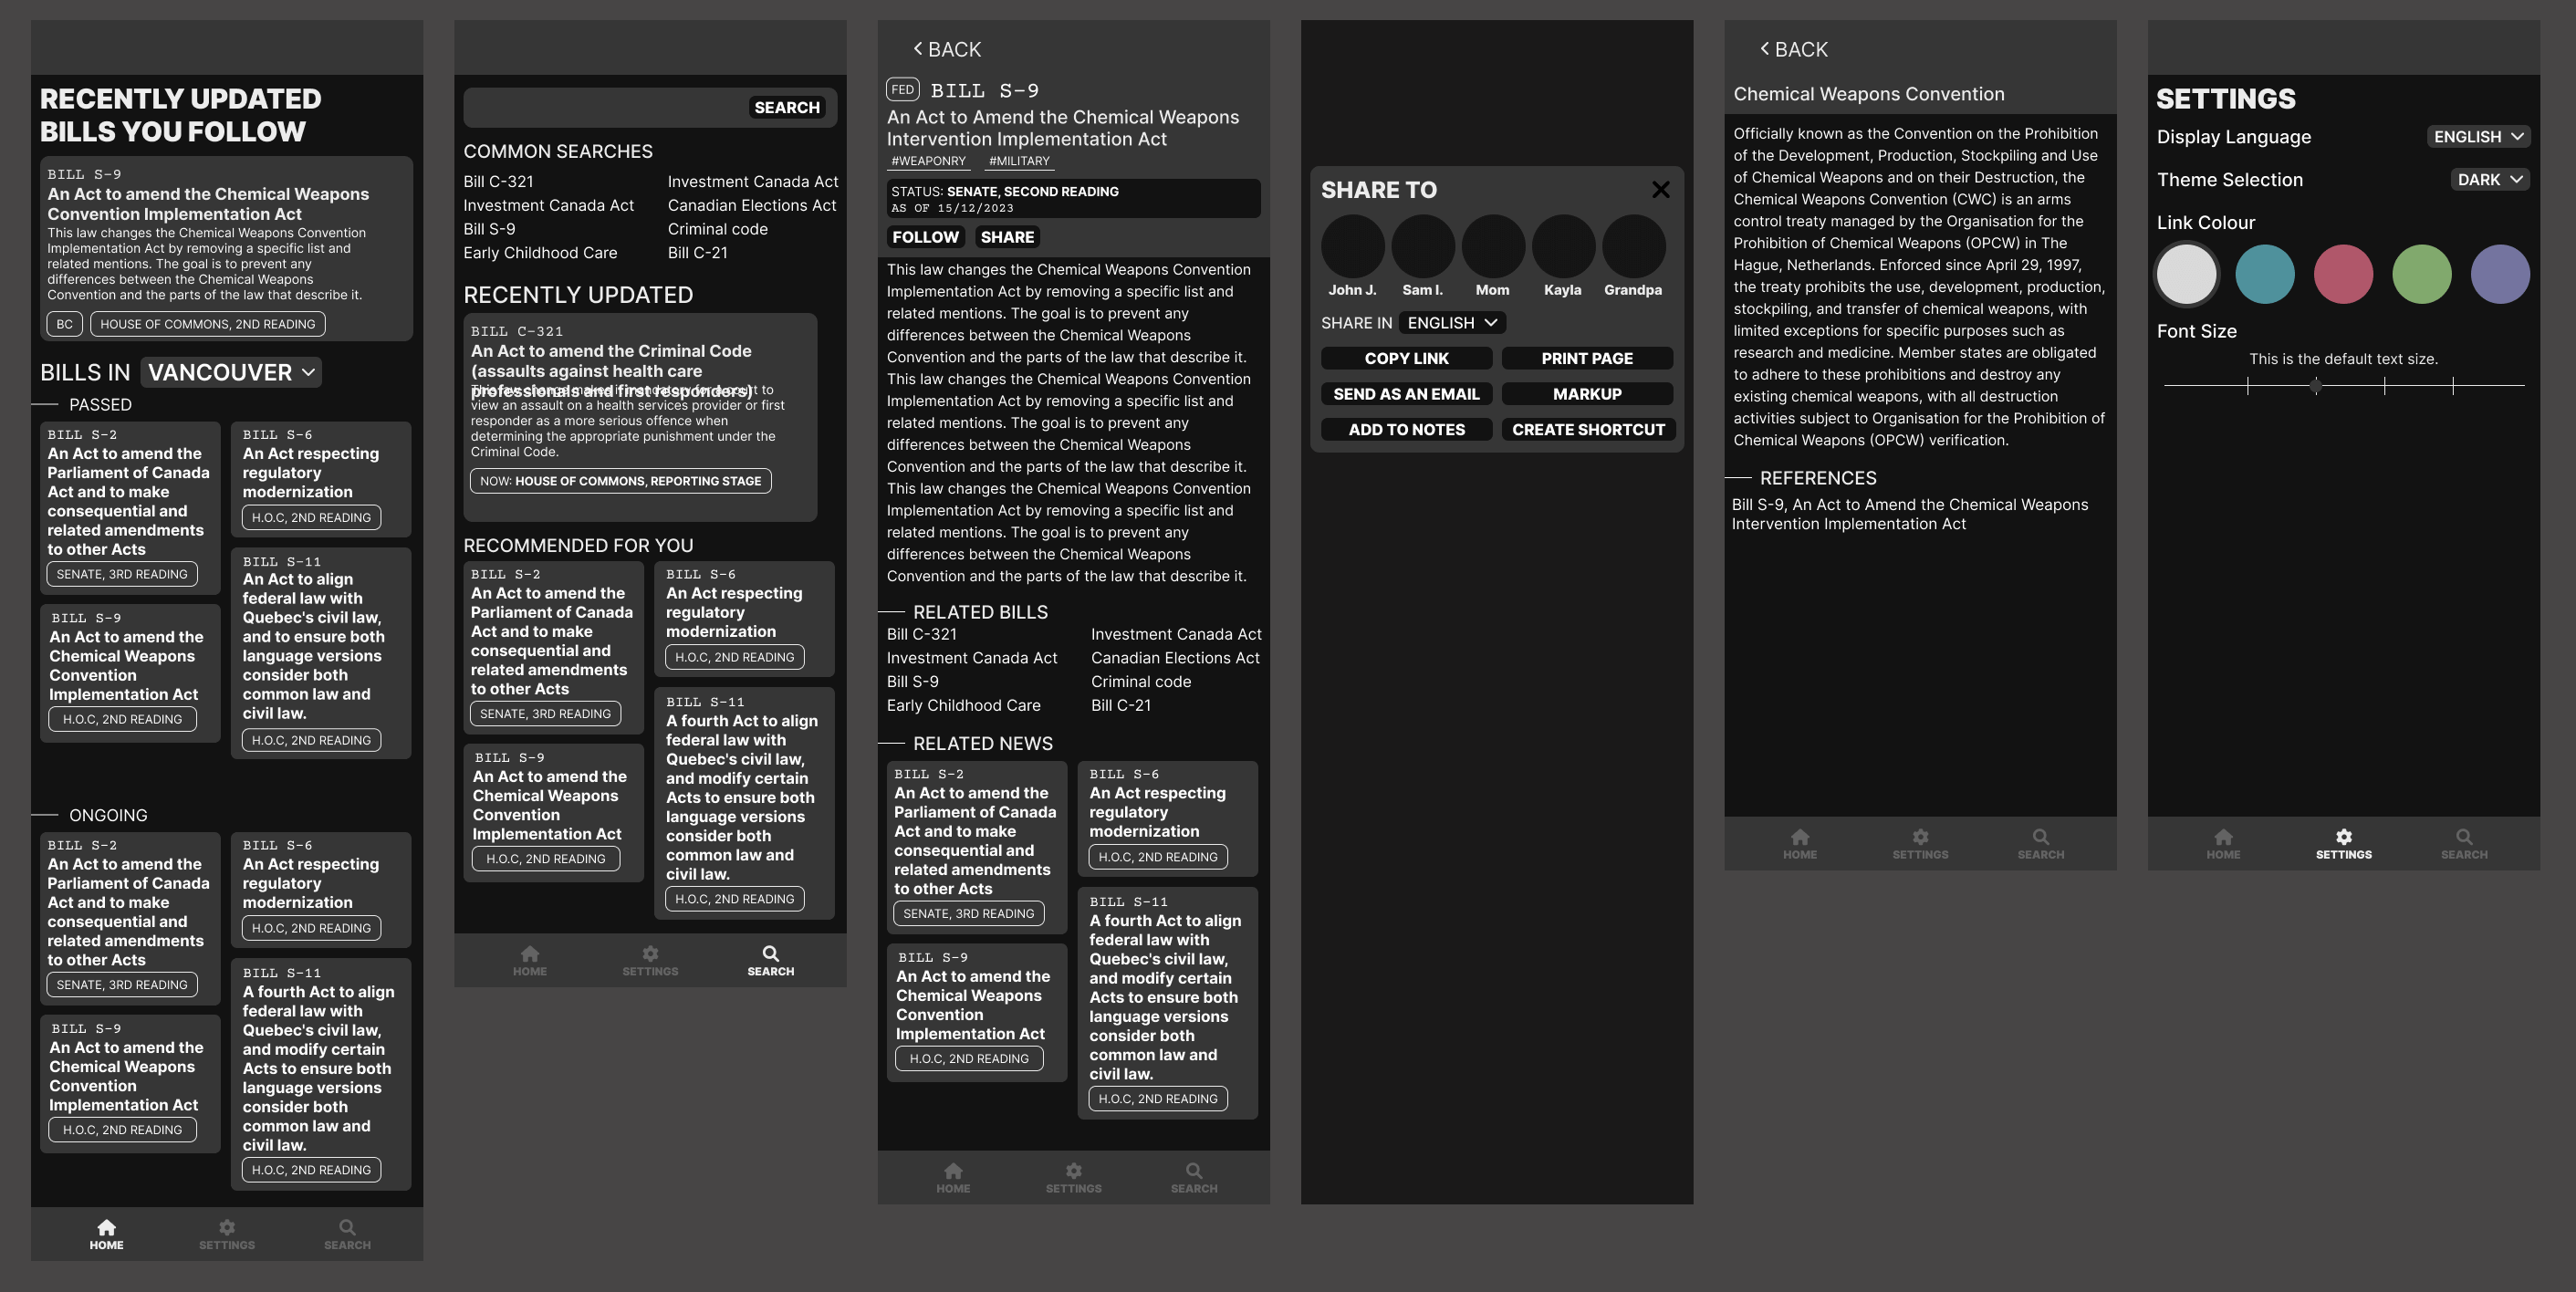 RECENTLY UPDATED
BILLS YOU FOLLOW
BILL S-9
An Act to amend the Chemical Weapons
Convention Implementation Act
This law changes the Chemical Weapons Convention
Implementation Act by removing a specific list and
related mentions. The goal is to prevent any
differences between the Chemical Weapons
Convention and the parts of the law that describe it.
BC
HOUSE OF COMMONS, 2ND READING
BILLS IN VANCOUVER
PASSED
BILL S-2
An Act to amend the
Parliament of Canada
Act and to make
consequential and
related amendments
to other Acts
SENATE, 3RD READING
BILL S-9
An Act to amend the
Chemical Weapons
Convention
Implementation Act
H.O.C, 2ND READING
BILL S-6
An Act respecting
regulatory
modernization
H.O.C, 2ND READING
BILL S-11
An Act to align
federal law with
Quebec's civil law,
and to ensure both
language versions
consider both
common law and
civil law.
H.O.C, 2ND READING
ONGOING
BILL S-2
An Act to amend the
Parliament of Canada
Act and to make
consequential and
related amendments
to other Acts
SENATE, 3RD READING
BILL S-9
An Act to amend the
Chemical Weapons
Convention
Implementation Act
H.O.C, 2ND READING
BILL S-6
An Act respecting
regulatory
modernization
H.O.C, 2ND READING
BILL S-11
A fourth Act to align
federal law with
Quebec's civil law,
and modify certain
Acts to ensure both
language versions
consider both
common law and
civil law.
H.O.C, 2ND READING
HOME
SETTINGS
SEARCH
SEARCH
COMMON SEARCHES
Bill C-321
Investment Canada Act
Bill S-9
Early Childhood Care
Investment Canada Act
Canadian Elections Act
Criminal code
Bill C-21
RECENTLY UPDATED
BILL C-321
An Act to amend the Criminal Code
(assaults against health care
professionals and first responders)
This law change makes it mandatory for a court to
view an assault on a health services provider or first
responder as a more serious offence when
determining the appropriate punishment under the
Criminal Code.
NOW: HOUSE OF COMMONS, REPORTING STAGE
RECOMMENDED FOR YOU
BILL S-2
An Act to amend the
Parliament of Canada
Act and to make
consequential and
related amendments
to other Acts
SENATE, 3RD READING
BILL S-9
An Act to amend the
Chemical Weapons
Convention
Implementation Act
H.O.C, 2ND READING
BILL S-6
An Act respecting
regulatory
modernization
H.O.C, 2ND READING
BILL S-11
A fourth Act to align
federal law with
Quebec's civil law,
and modify certain
Acts to ensure both
language versions
consider both
common law and
civil law.
H.O.C, 2ND READING
HOME
SETTINGS
SEARCH
BACK
FED BILL S-9
An Act to Amend the Chemical Weapons
Intervention Implementation Act
#WEAPONRY #MILITARY
STATUS: SENATE, SECOND READING
AS OF 15/12/2023
FOLLOW
SHARE
This law changes the Chemical Weapons Convention
Implementation Act by removing a specific list and
related mentions. The goal is to prevent any
differences between the Chemical Weapons
Convention and the parts of the law that describe it.
This law changes the Chemical Weapons Convention
Implementation Act by removing a specific list and
related mentions. The goal is to prevent any
differences between the Chemical Weapons
Convention and the parts of the law that describe it.
This law changes the Chemical Weapons Convention
Implementation Act by removing a specific list and
related mentions. The goal is to prevent any
differences between the Chemical Weapons
Convention and the parts of the law that describe it.
RELATED BILLS
Bill C-321
Investment Canada Act
Bill S-9
Early Childhood Care
Investment Canada Act
Canadian Elections Act
Criminal code
Bill C-21
RELATED NEWS
BILL S-2
An Act to amend the
Parliament of Canada
Act and to make
consequential and
related amendments
to other Acts
SENATE, 3RD READING
BILL S-9
An Act to amend the
Chemical Weapons
Convention
Implementation Act
H.O.C, 2ND READING
BILL S-6
An Act respecting
regulatory
modernization
H.O.C, 2ND READING
BILL S-11
A fourth Act to align
federal law with
Quebec's civil law,
and modify certain
Acts to ensure both
language versions
consider both
common law and
civil law.
H.O.C, 2ND READING
HOME
SETTINGS
SEARCH
SHARE TO
John J.
Sam I.
Mom
Kayla
Grandpa
SHARE IN ENGLISH
COPY LINK
PRINT PAGE
SEND AS AN EMAIL
MARKUP
ADD TO NOTES
CREATE SHORTCUT
BACK
Chemical Weapons Convention
Officially known as the Convention on the Prohibition
of the Development, Production, Stockpiling and Use
of Chemical Weapons and on their Destruction, the
Chemical Weapons Convention (CWC) is an arms
control treaty managed by the Organisation for the
Prohibition of Chemical Weapons (OPCW) in The
Hague, Netherlands. Enforced since April 29, 1997,
the treaty prohibits the use, development, production,
stockpiling, and transfer of chemical weapons, with
limited exceptions for specific purposes such as
research and medicine. Member states are obligated
to adhere to these prohibitions and destroy any
existing chemical weapons, with all destruction
activities subject to Organisation for the Prohibition of
Chemical Weapons (OPCW) verification.
REFERENCES
Bill S-9, An Act to Amend the Chemical Weapons
Intervention Implementation Act
HOME
SETTINGS
SEARCH
SETTINGS
Display Language
ENGLISH
Theme Selection
DARK
Link Colour
Font Size
This is the default text size.
HOME
SETTINGS
SEARCH